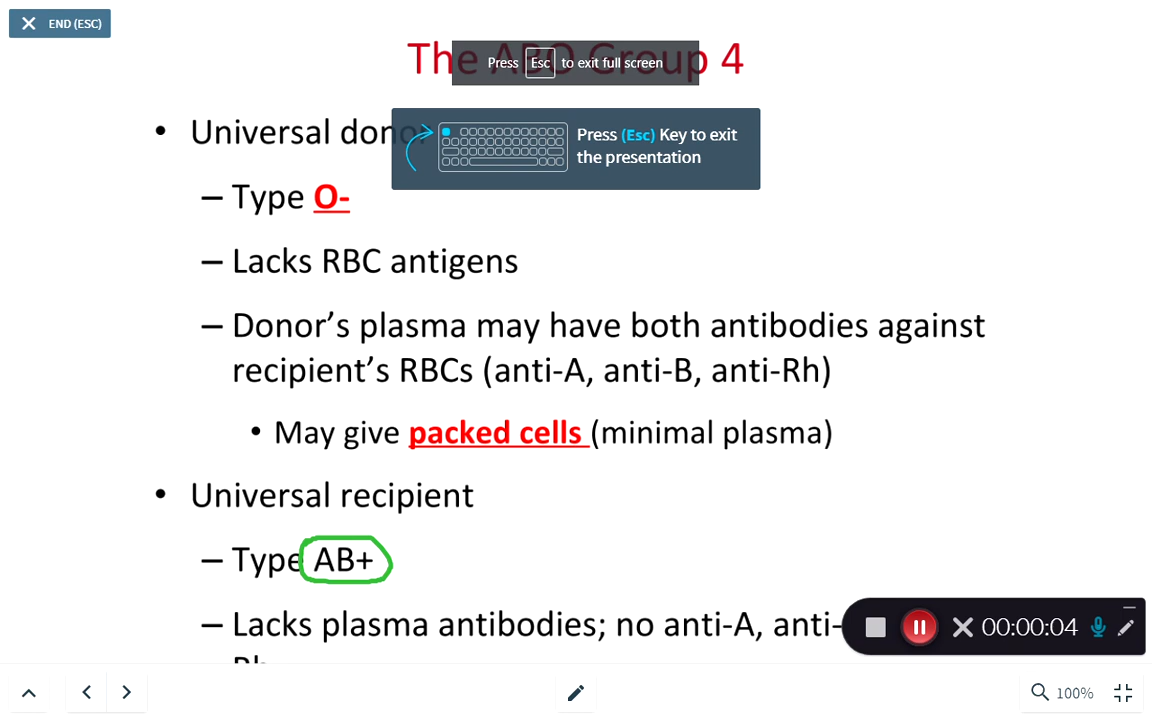 END (ESC)
The ABO Group 4
Press Esc to exit full screen
• Universal donor
Press (Esc) Key to exit
the presentation
– Type O-
– Lacks RBC antigens
– Donor's plasma may have both antibodies against
recipient's RBCs (anti-A, anti-B, anti-Rh)
• May give packed cells (minimal plasma)
• Universal recipient
– Type AB+
– Lacks plasma antibodies; no anti-A, anti-
00:00:04
100%